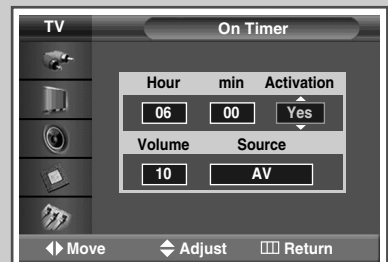 TV On Timer
Hour min Activation
06 00 Yes
Volume Source
10 AV
Move Adjust Return